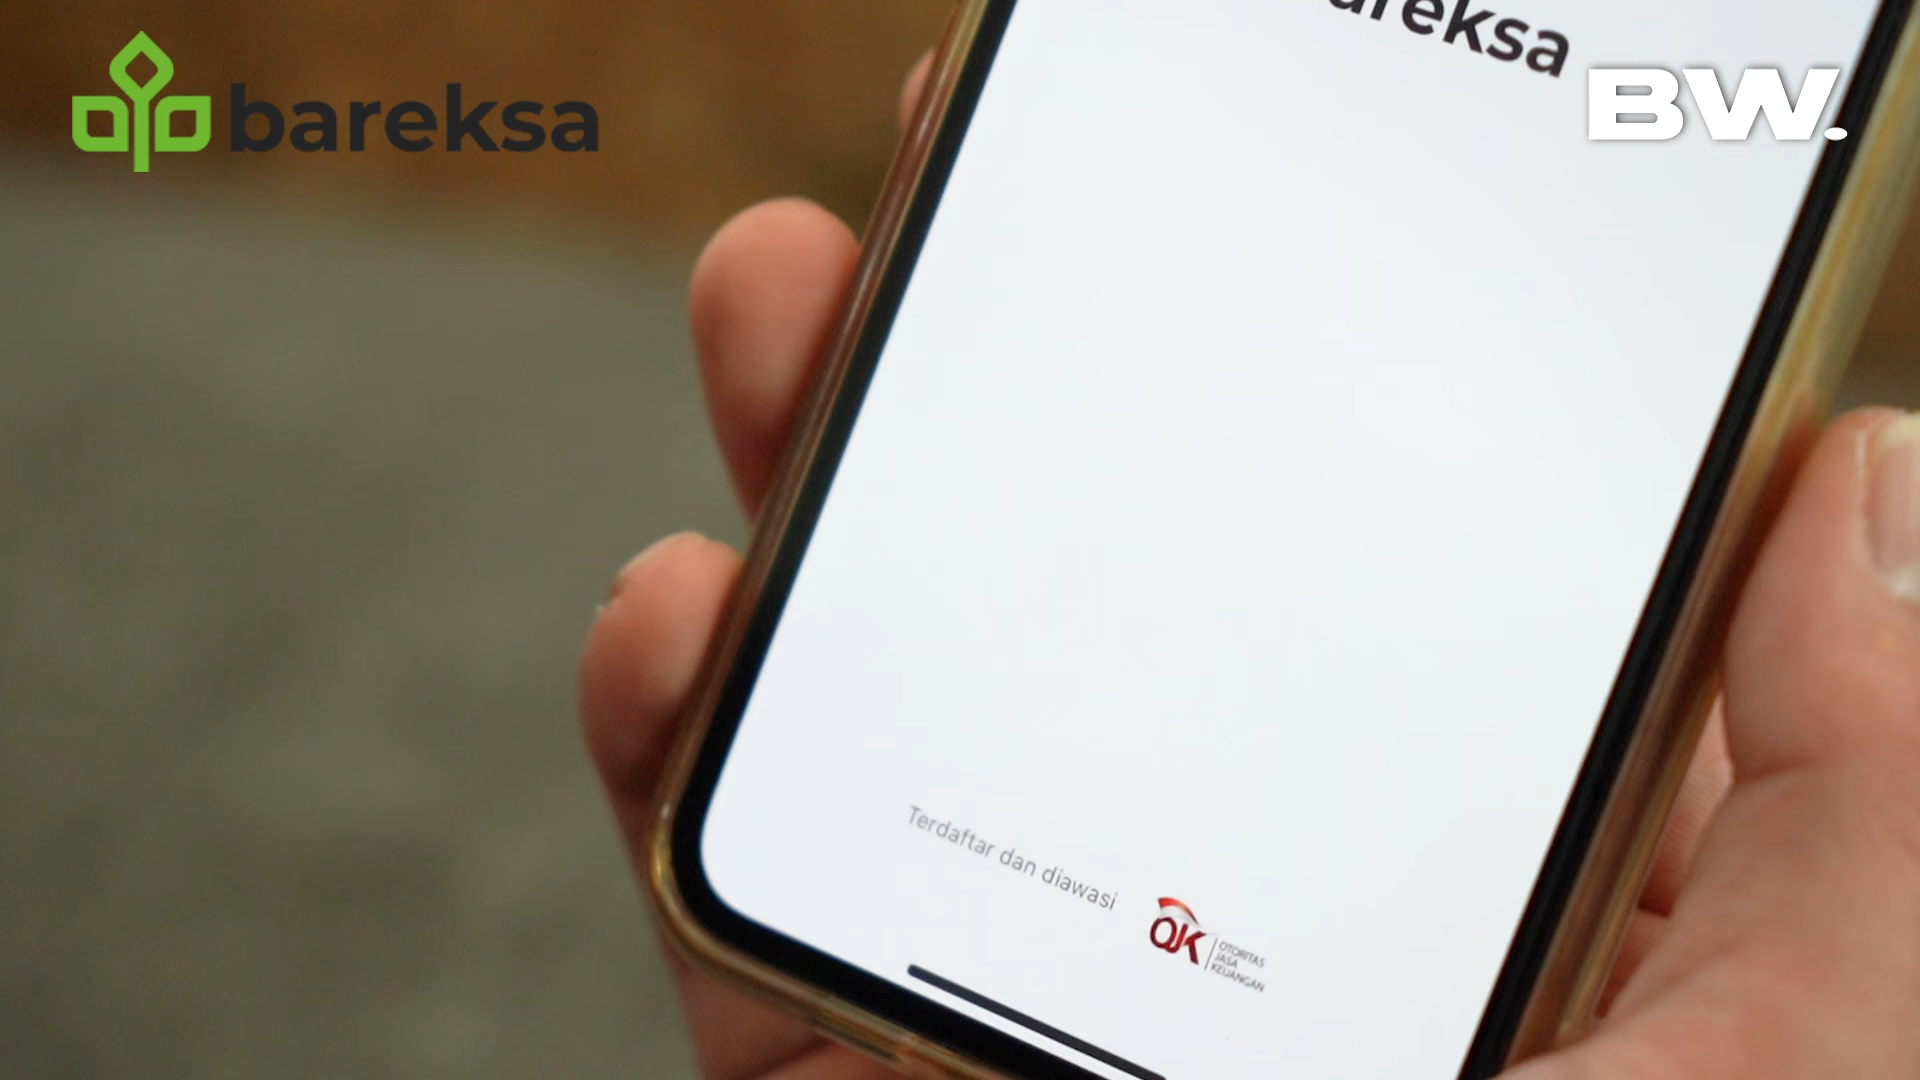 bareksa
areksa
BW.
Terdaftar dan diawasi
OJK
OTORITAS
JASA
KEUANGAN